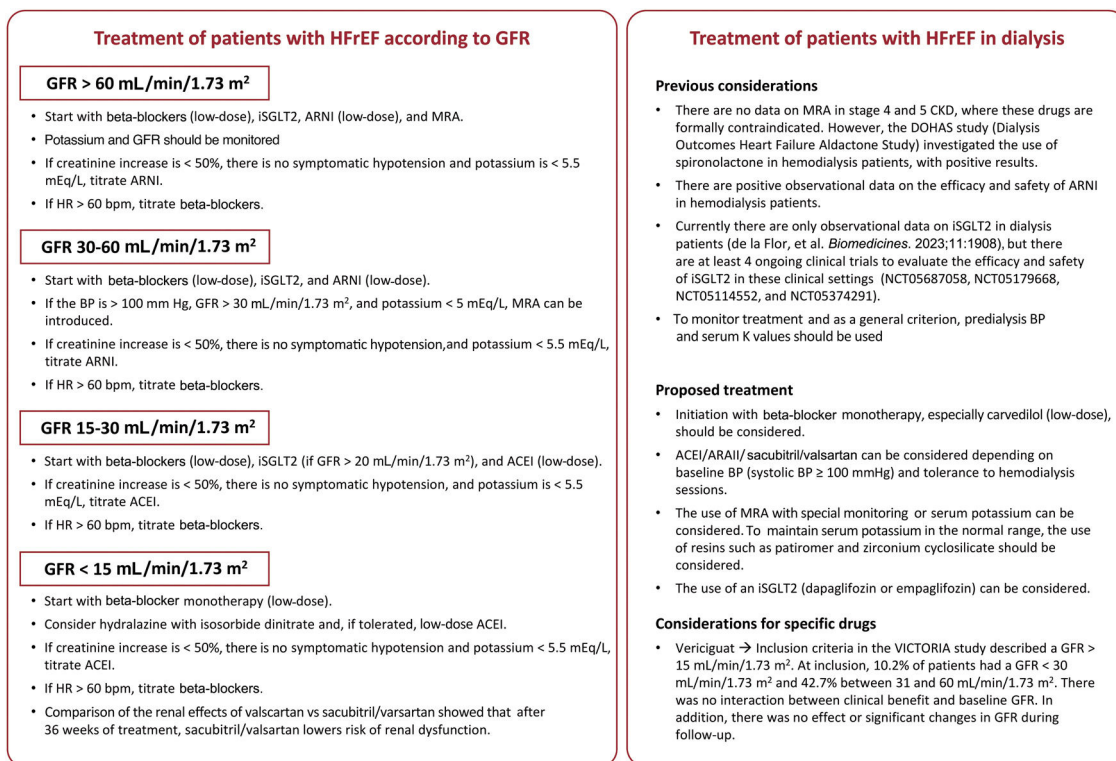 Treatment of patients with HFrEF according to GFR
GFR > 60 mL/min/1.73 m²
• Start with beta-blockers (low-dose), iSGLT2, ARNI (low-dose), and MRA.
• Potassium and GFR should be monitored
• If creatinine increase is < 50%, there is no symptomatic hypotension and potassium is < 5.5
mEq/L, titrate ARNI.
• If HR > 60 bpm, titrate beta-blockers.
GFR 30-60 mL/min/1.73 m²
• Start with beta-blockers (low-dose), iSGLT2, and ARNI (low-dose).
• If the BP is > 100 mm Hg, GFR > 30 mL/min/1.73 m², and potassium < 5 mEq/L, MRA can be
introduced.
• If creatinine increase is < 50%, there is no symptomatic hypotension,and potassium < 5.5 mEq/L,
titrate ARNI.
• If HR > 60 bpm, titrate beta-blockers.
GFR 15-30 mL/min/1.73 m²
• Start with beta-blockers (low-dose), iSGLT2 (if GFR > 20 mL/min/1.73 m²), and ACEI (low-dose).
• If creatinine increase is < 50%, there is no symptomatic hypotension, and potassium is < 5.5
mEq/L, titrate ACEI.
• If HR > 60 bpm, titrate beta-blockers.
GFR < 15 mL/min/1.73 m²
• Start with beta-blocker monotherapy (low-dose).
• Consider hydralazine with isosorbide dinitrate and, if tolerated, low-dose ACEI.
• If creatinine increase is < 50%, there is no symptomatic hypotension and potassium < 5.5 mEq/L,
titrate ACEI.
• If HR > 60 bpm, titrate beta-blockers.
• Comparison of the renal effects of valscartan vs sacubitril/varsartan showed that after
36 weeks of treatment, sacubitril/valsartan lowers risk of renal dysfunction.
Treatment of patients with HFrEF in dialysis
Previous considerations
• There are no data on MRA in stage 4 and 5 CKD, where these drugs are
formally contraindicated. However, the DOHAS study (Dialysis
Outcomes Heart Failure Aldactone Study) investigated the use of
spironolactone in hemodialysis patients, with positive results.
• There are positive observational data on the efficacy and safety of ARNI
in hemodialysis patients.
• Currently there are only observational data on iSGLT2 in dialysis
patients (de la Flor, et al. Biomedicines. 2023;11:1908), but there
are at least 4 ongoing clinical trials to evaluate the efficacy and safety
of iSGLT2 in these clinical settings (NCT05687058, NCT05179668,
NCT05114552, and NCT05374291).
• To monitor treatment and as a general criterion, predialysis BP
and serum K values should be used
Proposed treatment
• Initiation with beta-blocker monotherapy, especially carvedilol (low-dose),
should be considered.
• ACEI/ARAII/ sacubitril/valsartan can be considered depending on
baseline BP (systolic BP ≥ 100 mmHg) and tolerance to hemodialysis
sessions.
• The use of MRA with special monitoring or serum potassium can be
considered. To maintain serum potassium in the normal range, the use
of resins such as patiromer and zirconium cyclosilicate should be
considered.
• The use of an iSGLT2 (dapaglifozin or empaglifozin) can be considered.
Considerations for specific drugs
• Vericiguat → Inclusion criteria in the VICTORIA study described a GFR >
15 mL/min/1.73 m². At inclusion, 10.2% of patients had a GFR < 30
mL/min/1.73 m² and 42.7% between 31 and 60 mL/min/1.73 m². There
was no interaction between clinical benefit and baseline GFR. In
addition, there was no effect or significant changes in GFR during
follow-up.